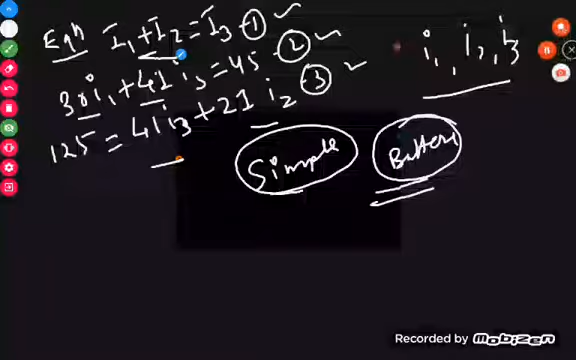 Eqn I₁+I₂=I₃-①
30i₁+41i₃=45 ②
125=41i₃+21i₂ ③
i₁, i₂, i₃
Simple
Recorded by mobizen